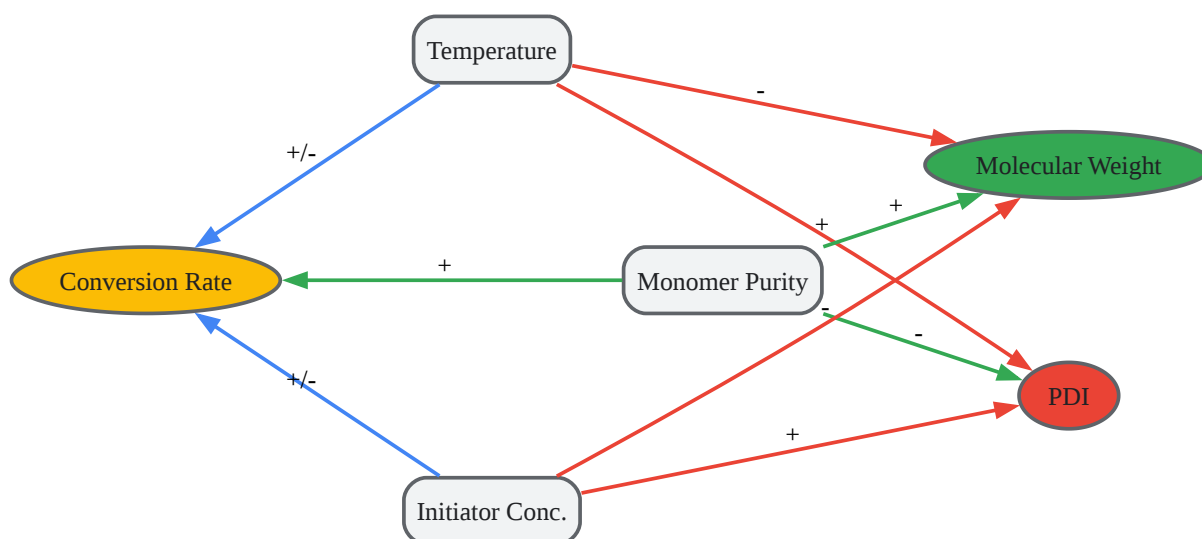 Temperature
-
+/-
Molecular Weight
+
+
Conversion Rate
+
Monomer Purity
-
-
+/-
PDI
+
Initiator Conc.